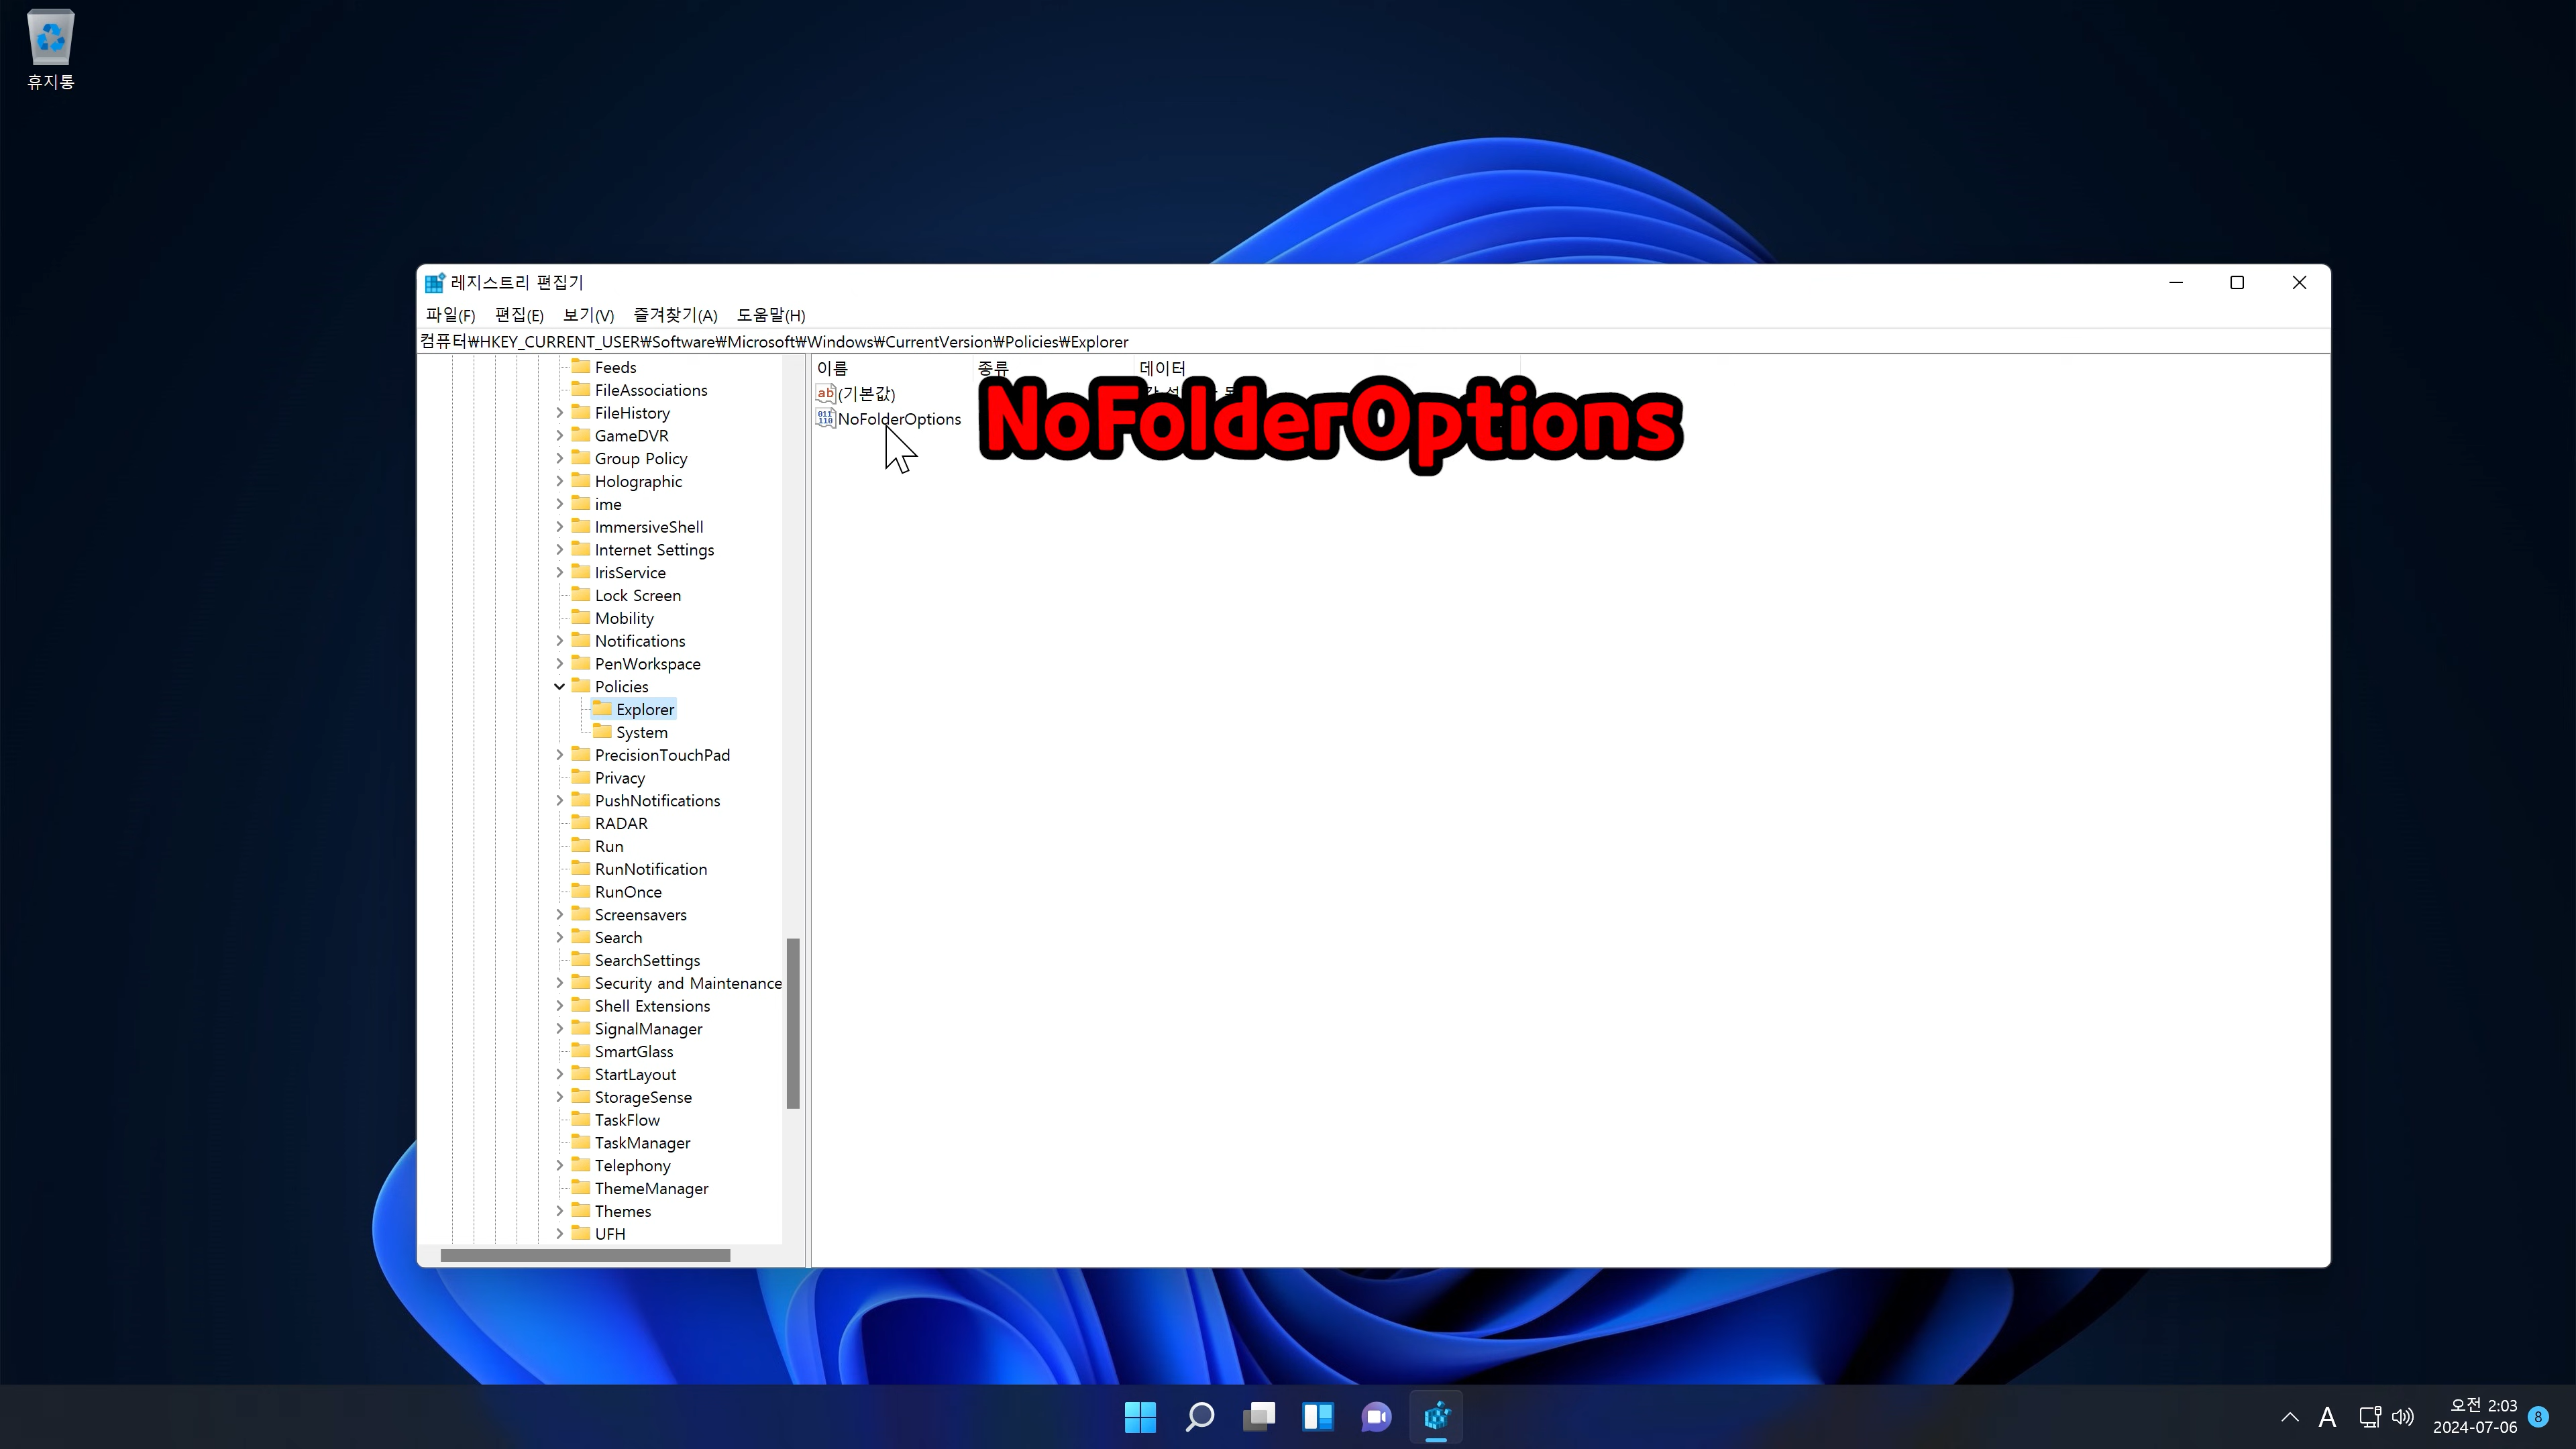 휴지통
레지스트리 편집기
파일(F) 편집(E) 보기(V) 즐겨찾기(A) 도움말(H)
컴퓨터₩HKEY_CURRENT_USER₩Software₩Microsoft₩Windows₩CurrentVersion₩Policies₩Explorer
이름 종류 데이터
ab (기본값)
NoFolderOptions
NoFolderOptions
Feeds
FileAssociations
FileHistory
GameDVR
Group Policy
Holographic
ime
ImmersiveShell
Internet Settings
IrisService
Lock Screen
Mobility
Notifications
PenWorkspace
Policies
Explorer
System
PrecisionTouchPad
Privacy
PushNotifications
RADAR
Run
RunNotification
RunOnce
Screensavers
Search
SearchSettings
Security and Maintenance
Shell Extensions
SignalManager
SmartGlass
StartLayout
StorageSense
TaskFlow
TaskManager
Telephony
ThemeManager
Themes
UFH
A
오전 2:03
2024-07-06
8